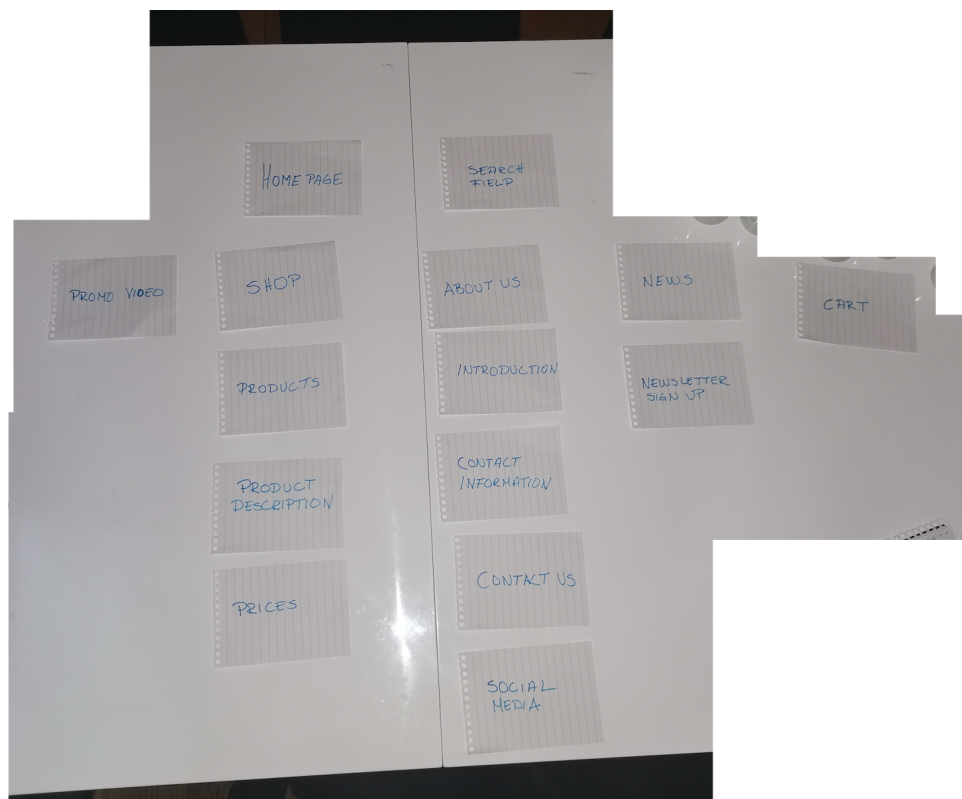 HOME PAGE
SEARCH
FIELD
PROMO VIDEO
SHOP
ABOUT US
NEWS
CART
PRODUCTS
INTRODUCTION
NEWSLETTER
SIGN UP
PRODUCT
DESCRIPTION
CONTACT
INFORMATION
PRICES
CONTACT US
SOCIAL
MEDIA